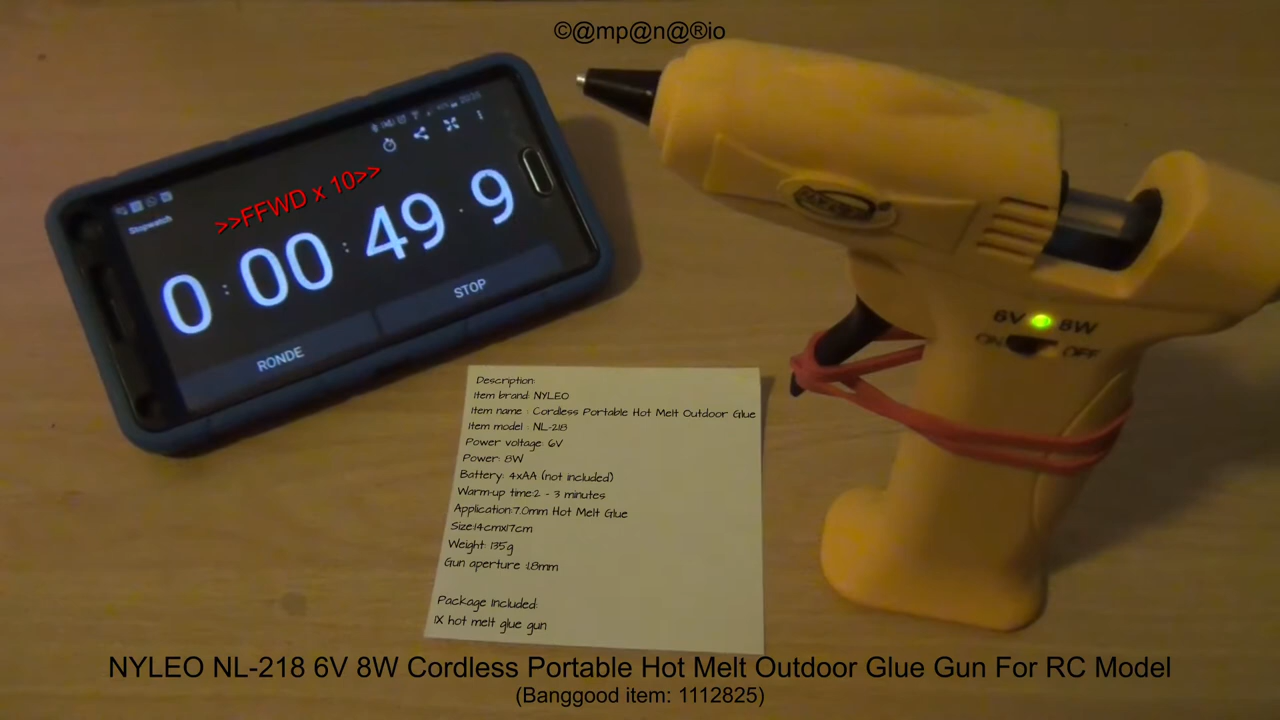 ©@mp@n@®io
Stopwatch
>>FFWD x 10>>
0:00:49.9
RONDE
STOP
6V 8W
ON OFF
Description:
Item brand: NYLEO
Item name : Cordless Portable Hot Melt Outdoor Glue
Item model : NL-218
Power voltage: 6V
Power: 8W
Battery: 4xAA (not included)
Warm-up time:2 - 3 minutes
Application:7.0mm Hot Melt Glue
Size:14cmx17cm
Weight: 135g
Gun aperture :1.8mm
Package included:
1X hot melt glue gun
NYLEO NL-218 6V 8W Cordless Portable Hot Melt Outdoor Glue Gun For RC Model
(Banggood item: 1112825)